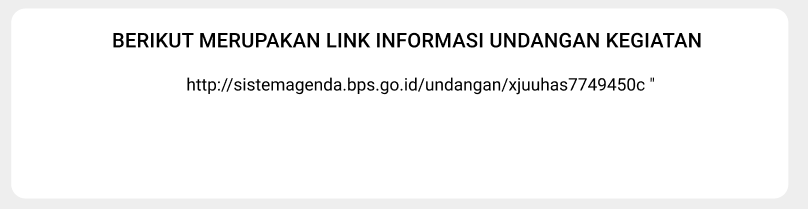 BERIKUT MERUPAKAN LINK INFORMASI UNDANGAN KEGIATAN
http://sistemagenda.bps.go.id/undangan/xjuuhas7749450c "